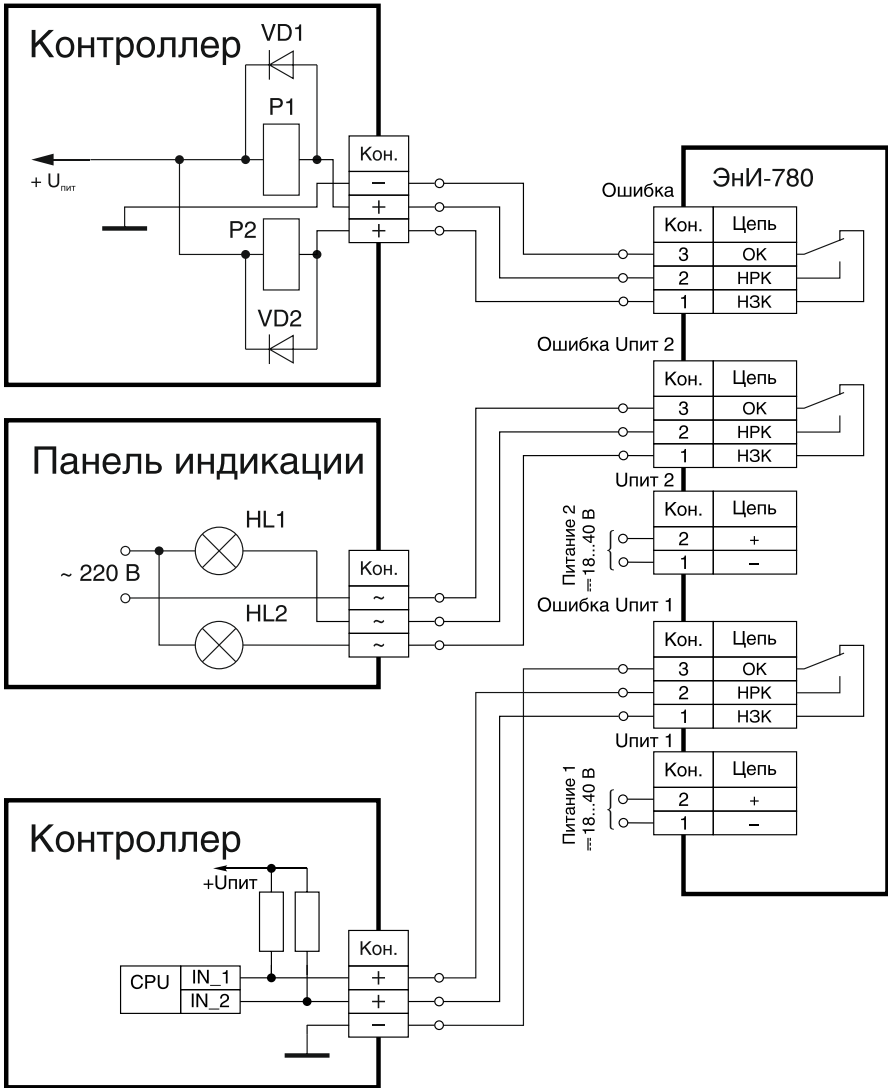 Контроллер
VD1
P1
+ Uпит
Кон.
–
+
+
P2
VD2
ЭнИ-780
Ошибка
Кон. Цепь
3 ОК
2 НРК
1 НЗК
Ошибка Uпит 2
Кон. Цепь
3 ОК
2 НРК
1 НЗК
Uпит 2
Питание 2
18...40 В
Кон. Цепь
2 +
1 –
Панель индикации
HL1
~ 220 В
HL2
Кон.
~
~
~
Ошибка Uпит 1
Кон. Цепь
3 ОК
2 НРК
1 НЗК
Uпит 1
Питание 1
18...40 В
Кон. Цепь
2 +
1 –
Контроллер
+Uпит
CPU IN_1
IN_2
Кон.
+
+
–